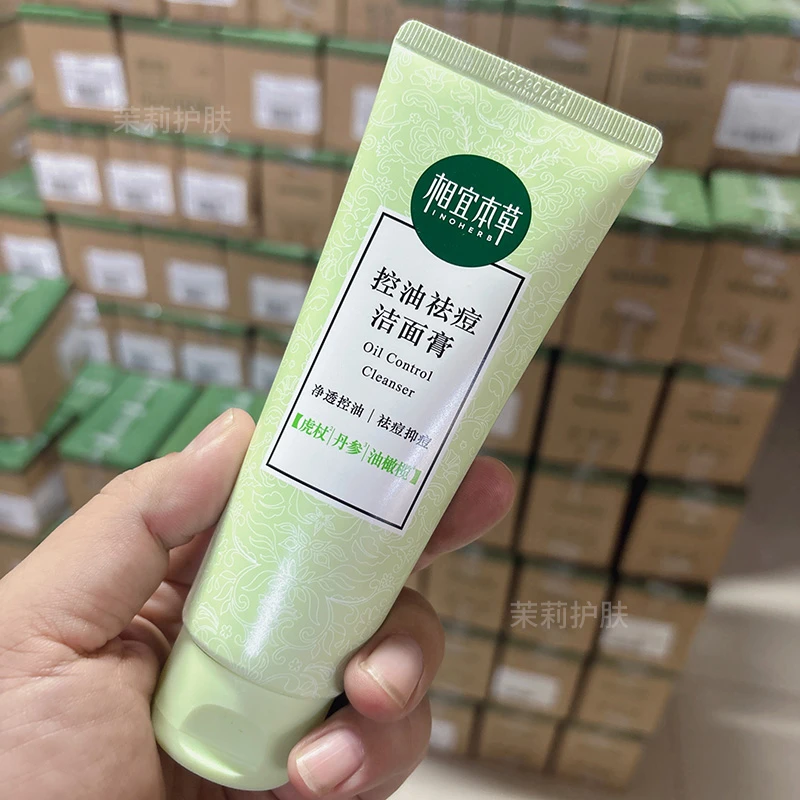 茉莉护肤
相宜本草
INOHERB
控油祛痘
洁面膏
Oil Control
Cleanser
净透控油 | 祛痘抑痘
【虎杖|丹参|油橄榄】
茉莉护肤